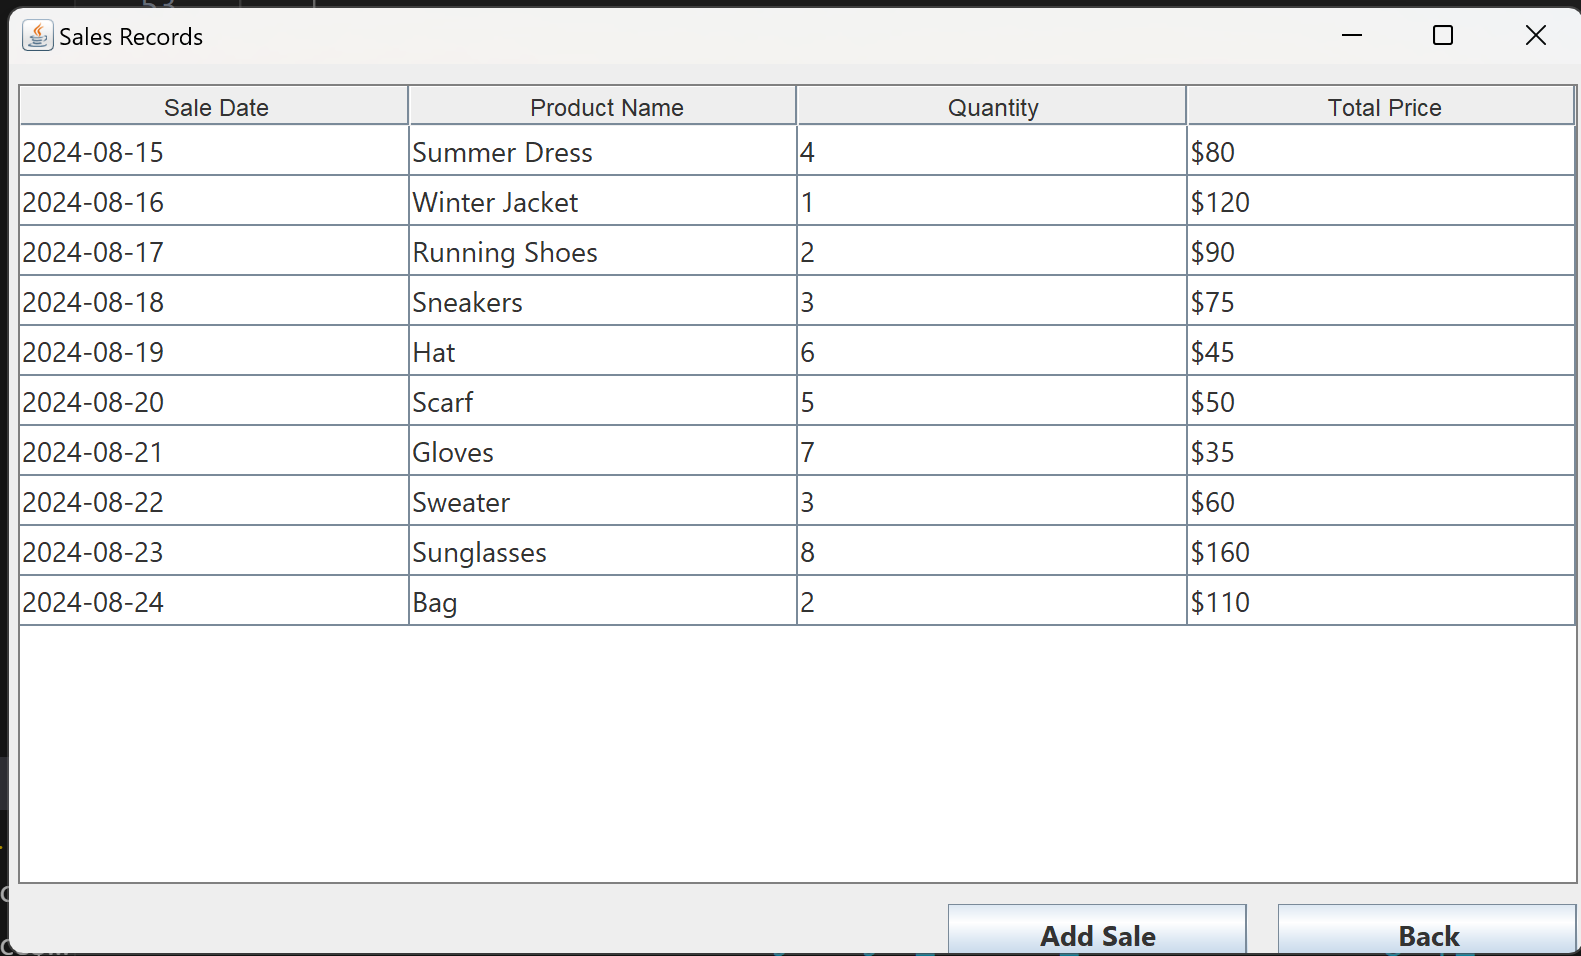 Sales Records
Sale Date Product Name Quantity Total Price
2024-08-15 Summer Dress 4 $80
2024-08-16 Winter Jacket 1 $120
2024-08-17 Running Shoes 2 $90
2024-08-18 Sneakers 3 $75
2024-08-19 Hat 6 $45
2024-08-20 Scarf 5 $50
2024-08-21 Gloves 7 $35
2024-08-22 Sweater 3 $60
2024-08-23 Sunglasses 8 $160
2024-08-24 Bag 2 $110
Add Sale Back